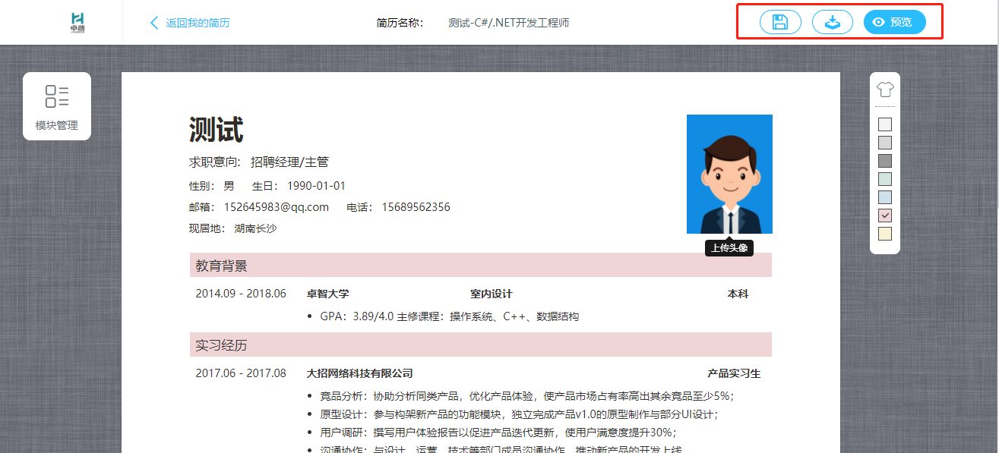 卓智
返回我的简历
简历名称： 测试-C#/.NET开发工程师
预览
模块管理
测试
求职意向： 招聘经理/主管
性别： 男 生日： 1990-01-01
邮箱： 152645983@qq.com 电话： 15689562356
现居地： 湖南长沙
上传头像
教育背景
2014.09 - 2018.06 卓智大学 室内设计 本科
• GPA：3.89/4.0 主修课程：操作系统、C++、数据结构
实习经历
2017.06 - 2017.08 大招网络科技有限公司 产品实习生
• 竞品分析：协助分析同类产品，优化产品体验，使产品市场占有率高出其余竞品至少5%；
• 原型设计：参与构架新产品的功能模块，独立完成产品v1.0的原型制作与部分UI设计；
• 用户调研：撰写用户体验报告以促进产品迭代更新，使用户满意度提升30%；
• 沟通协作：与设计、运营、技术等部门成员沟通协作，推动新产品的开发上线